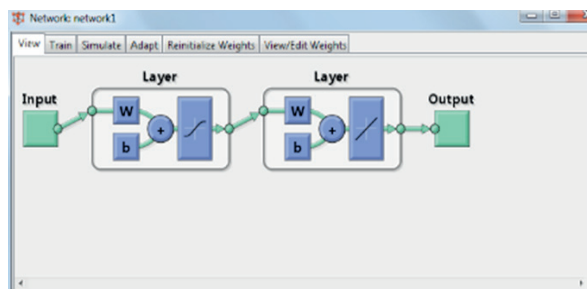 Network: network1
View Train Simulate Adapt Reinitialize Weights View/Edit Weights
Layer Layer
Input Output
W W
+ +
b b